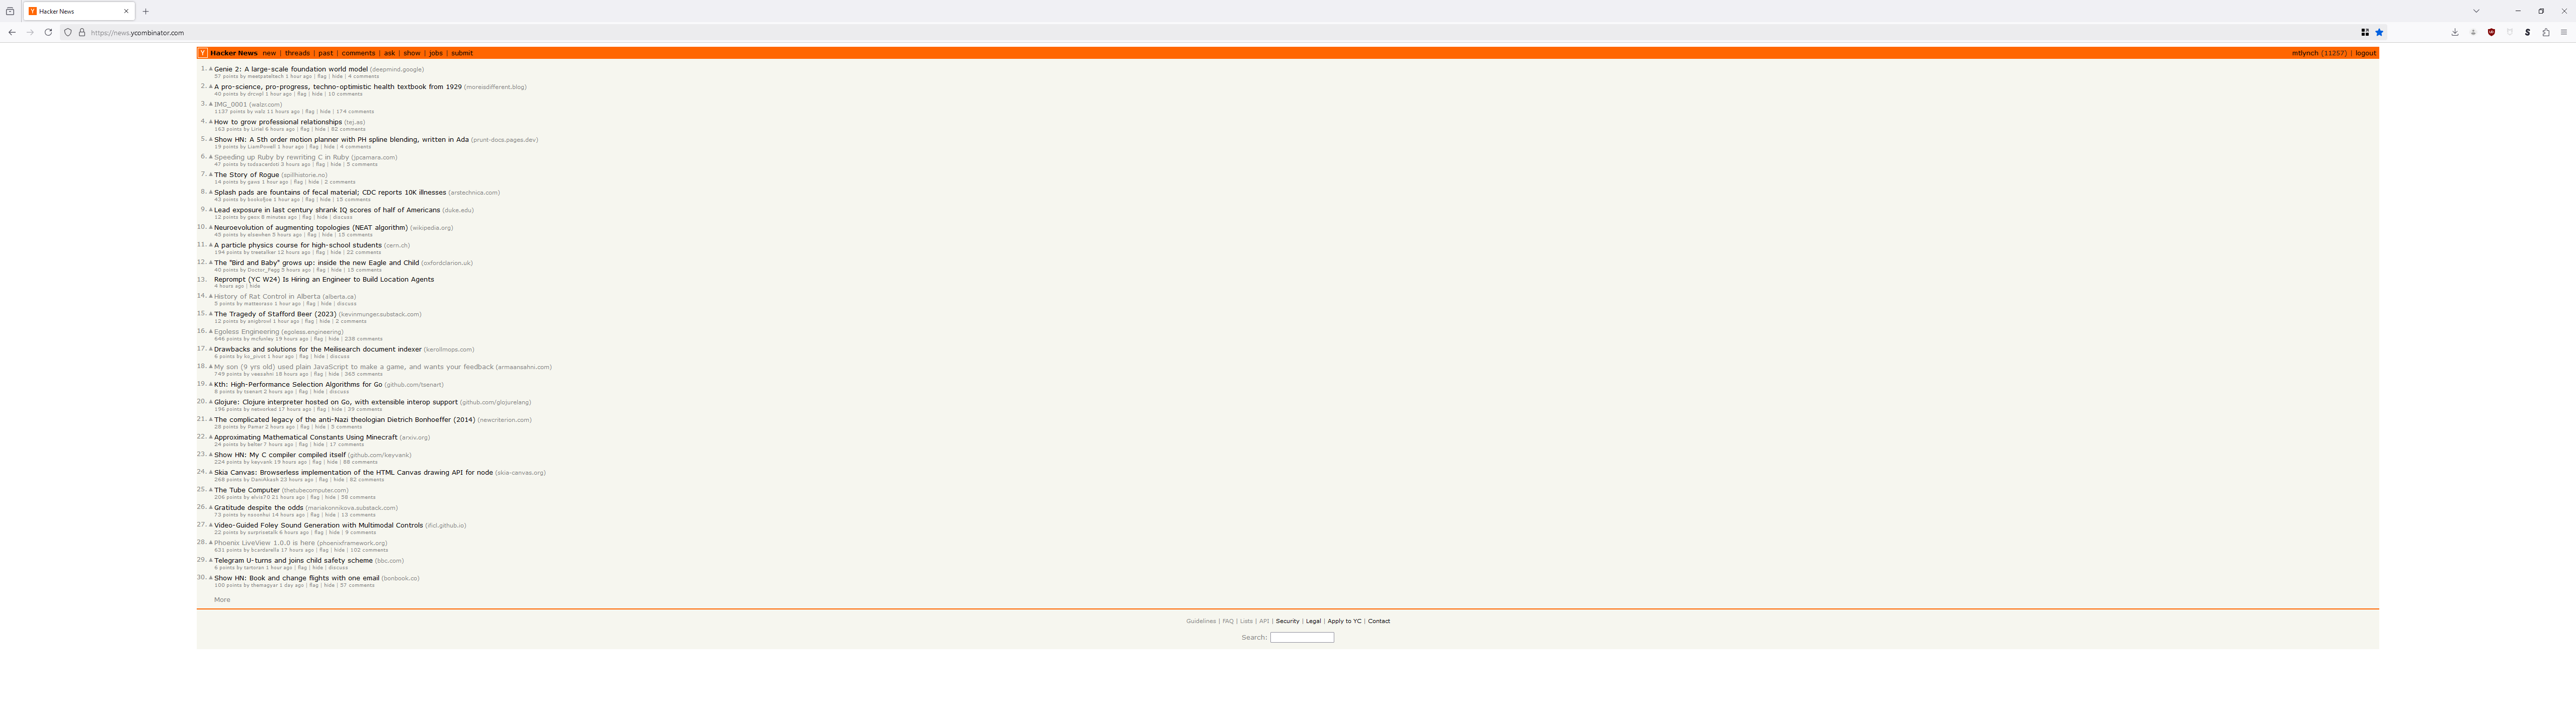 Hacker News
https://news.ycombinator.com
Y Hacker News new | threads | past | comments | ask | show | jobs | submit mtlynch (11257) | logout
1. Genie 2: A large-scale foundation world model (deepmind.google)
57 points by meetpateltech 1 hour ago | flag | hide | 4 comments
2. A pro-science, pro-progress, techno-optimistic health textbook from 1929 (moreisdifferent.blog)
40 points by drcwpl 1 hour ago | flag | hide | 10 comments
3. IMG_0001 (walzr.com)
1137 points by walz 11 hours ago | flag | hide | 174 comments
4. How to grow professional relationships (tej.as)
163 points by Liriel 6 hours ago | flag | hide | 82 comments
5. Show HN: A 5th order motion planner with PH spline blending, written in Ada (prunt-docs.pages.dev)
19 points by LiamPowell 1 hour ago | flag | hide | 4 comments
6. Speeding up Ruby by rewriting C in Ruby (jpcamara.com)
47 points by todsacerdoti 3 hours ago | flag | hide | 5 comments
7. The Story of Rogue (spillhistorie.no)
14 points by 1 hour ago | flag | hide | 2 comments
8. Splash pads are fountains of fecal material; CDC reports 10K illnesses (arstechnica.com)
43 points by bookofjoe 1 hour ago | flag | hide | 15 comments
9. Lead exposure in last century shrank IQ scores of half of Americans (duke.edu)
12 points by geox 8 minutes ago | flag | hide | discuss
10. Neuroevolution of augmenting topologies (NEAT algorithm) (wikipedia.org)
45 points by 5 hours ago | flag | hide | 15 comments
11. A particle physics course for high-school students (cern.ch)
194 points by treetalker 12 hours ago | flag | hide | 22 comments
12. The "Bird and Baby" grows up: inside the new Eagle and Child (oxfordclarion.uk)
40 points by Doctor_Fegg 5 hours ago | flag | hide | 15 comments
13. Reprompt (YC W24) Is Hiring an Engineer to Build Location Agents
4 hours ago | hide
14. History of Rat Control in Alberta (alberta.ca)
5 points by matteoraso 1 hour ago | flag | hide | discuss
15. The Tragedy of Stafford Beer (2023) (kevinmunger.substack.com)
12 points by anigbrowl 1 hour ago | flag | hide | 2 comments
16. Egoless Engineering (egoless.engineering)
646 points by mcfunley 19 hours ago | flag | hide | 238 comments
17. Drawbacks and solutions for the Meilisearch document indexer (kerollmops.com)
6 points by 1 hour ago | flag | hide | discuss
18. My son (9 yrs old) used plain JavaScript to make a game, and wants your feedback (armaansahni.com)
749 points by veesahni 18 hours ago | flag | hide | 365 comments
19. Kth: High-Performance Selection Algorithms for Go (github.com/tsenart)
8 points by tsenart 2 hours ago | flag | hide | discuss
20. Glojure: Clojure interpreter hosted on Go, with extensible interop support (github.com/glojurelang)
196 points by networked 17 hours ago | flag | hide | 29 comments
21. The complicated legacy of the anti-Nazi theologian Dietrich Bonhoeffer (2014) (newcriterion.com)
28 points by Pamar 2 hours ago | flag | hide | 5 comments
22. Approximating Mathematical Constants Using Minecraft (arxiv.org)
24 points by belter 7 hours ago | flag | hide | 17 comments
23. Show HN: My C compiler compiled itself (github.com/keyvank)
224 points by keyvank 19 hours ago | flag | hide | 88 comments
24. Skia Canvas: Browserless implementation of the HTML Canvas drawing API for node (skia-canvas.org)
268 points by DaniAkash 23 hours ago | flag | hide | 82 comments
25. The Tube Computer (thetubecomputer.com)
206 points by elvis70 21 hours ago | flag | hide | 58 comments
26. Gratitude despite the odds (mariakonnikova.substack.com)
73 points by nsoonhui 14 hours ago | flag | hide | 13 comments
27. Video-Guided Foley Sound Generation with Multimodal Controls (ificl.github.io)
22 points by surprisetalk 6 hours ago | flag | hide | 9 comments
28. Phoenix LiveView 1.0.0 is here (phoenixframework.org)
631 points by bcardarella 17 hours ago | flag | hide | 102 comments
29. Telegram U-turns and joins child safety scheme (bbc.com)
6 points by tartoran 1 hour ago | flag | hide | discuss
30. Show HN: Book and change flights with one email (bonbook.co)
100 points by themagyar 1 day ago | flag | hide | 57 comments
More
Guidelines | FAQ | Lists | API | Security | Legal | Apply to YC | Contact
Search: